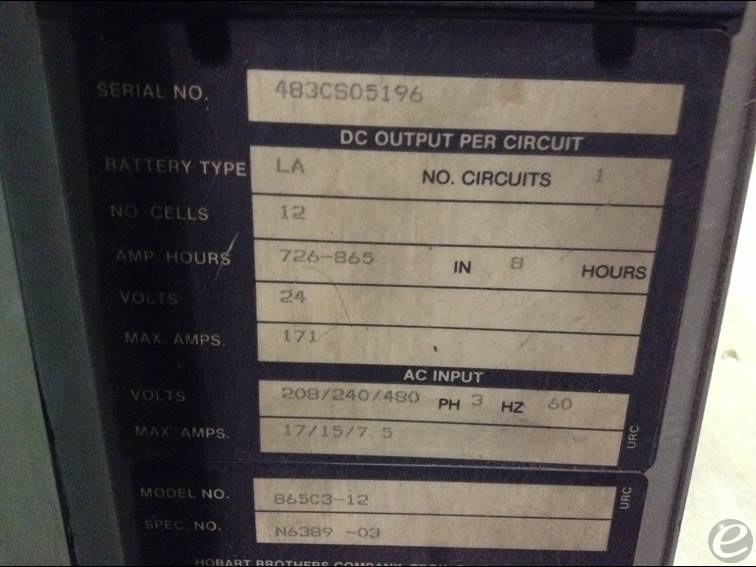 SERIAL NO. 483CS05196
DC OUTPUT PER CIRCUIT
BATTERY TYPE LA NO. CIRCUITS 1
NO. CELLS 12
AMP. HOURS 726-865 IN 8 HOURS
VOLTS 24
MAX. AMPS. 171
AC INPUT
VOLTS 208/240/480 PH 3 HZ 60
MAX. AMPS. 17/15/7.5
URC
MODEL NO. 865C3-12
URC
SPEC. NO. N6389 -03
HOBART BROTHERS COMPANY,